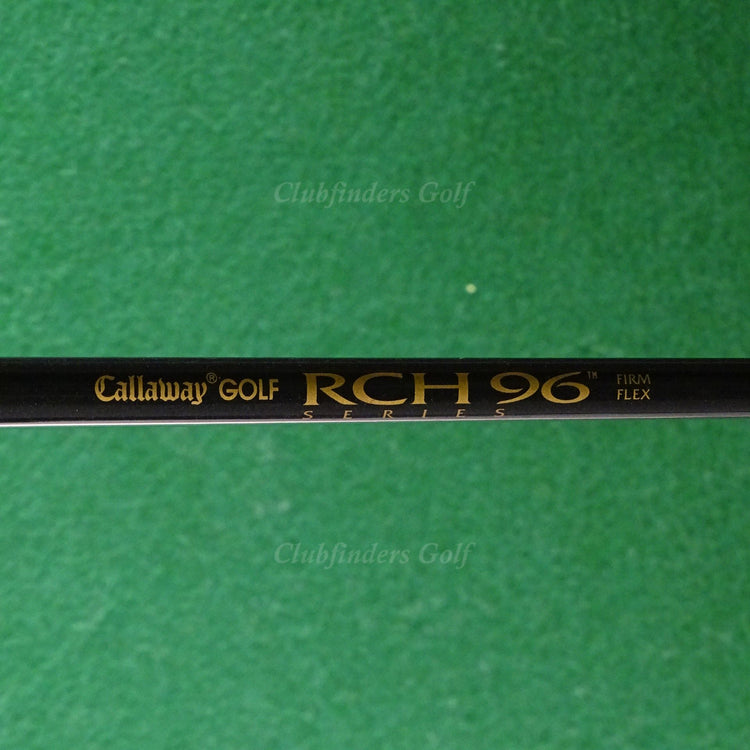 Clubfinders Golf
Callaway® GOLF RCH 96™ FIRM
SERIES FLEX
Clubfinders Golf